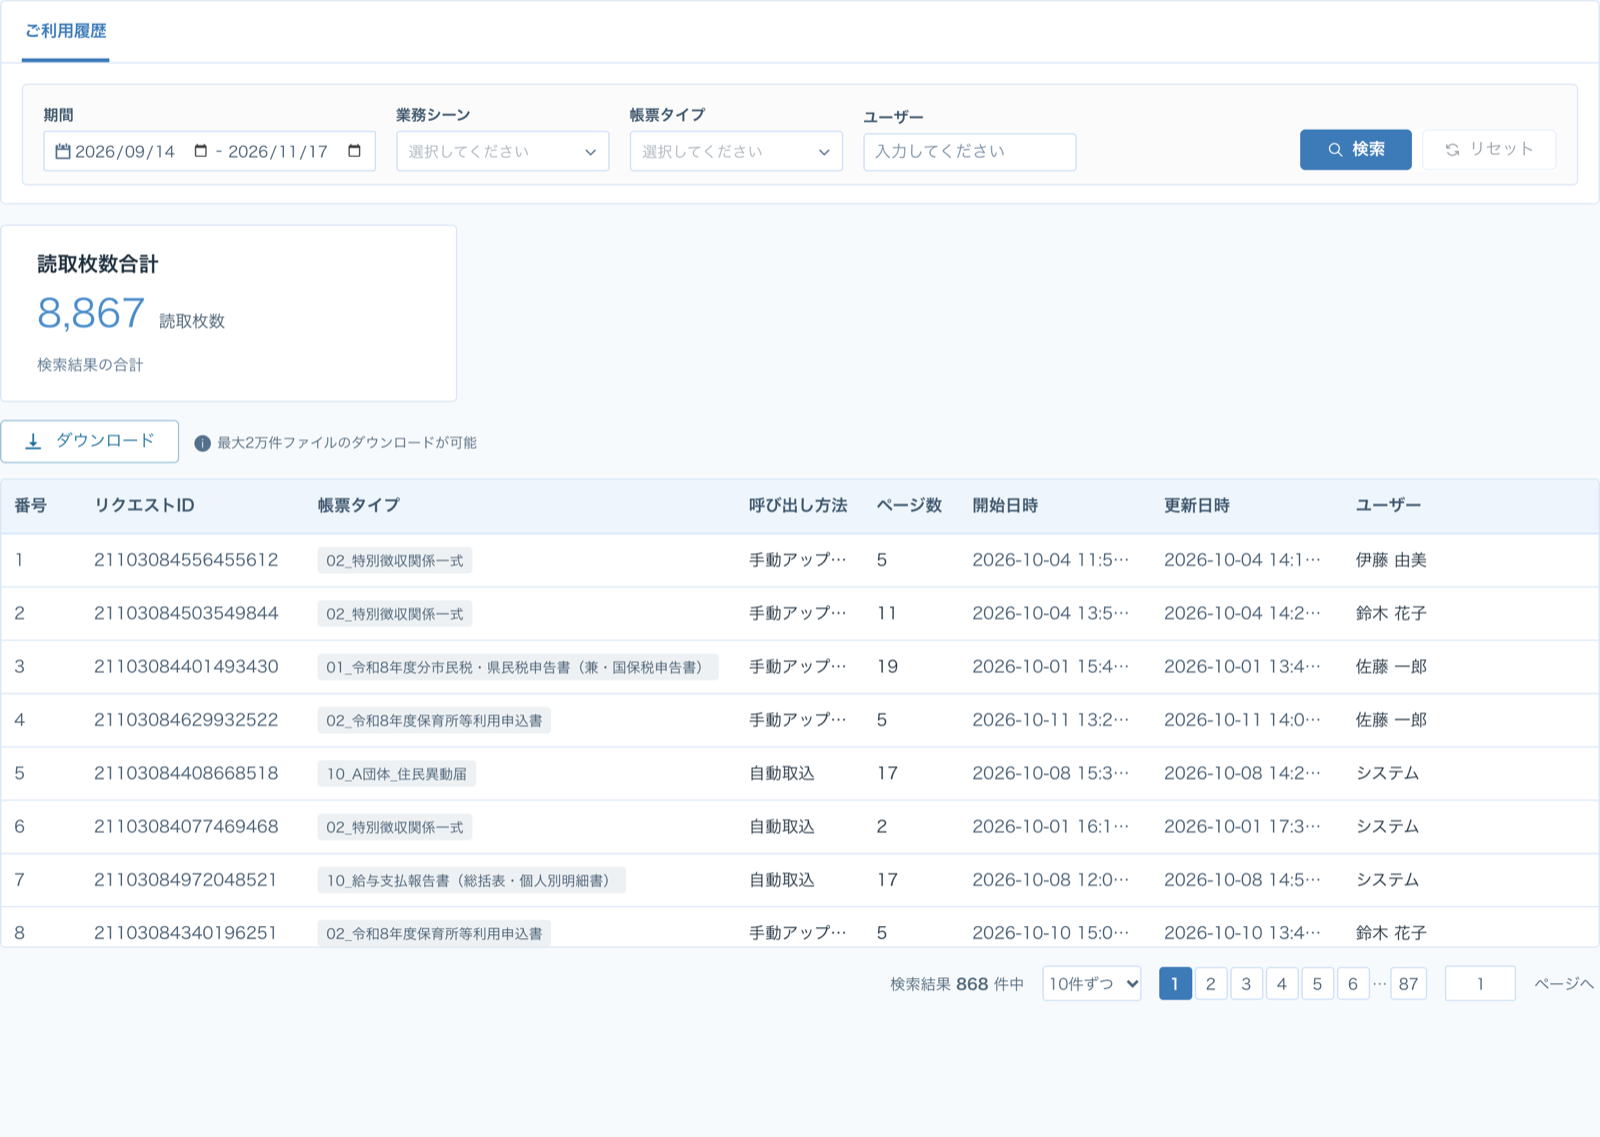 ご利用履歴
期間 業務シーン 帳票タイプ ユーザー
2026/09/14 - 2026/11/17 選択してください 選択してください 入力してください 検索 リセット
読取枚数合計
8,867 読取枚数
検索結果の合計
ダウンロード 最大2万件ファイルのダウンロードが可能
番号 リクエストID 帳票タイプ 呼び出し方法 ページ数 開始日時 更新日時 ユーザー
1 21103084556455612 02_特別徴収関係一式 手動アップ… 5 2026-10-04 11:5… 2026-10-04 14:1… 伊藤 由美
2 21103084503549844 02_特別徴収関係一式 手動アップ… 11 2026-10-04 13:5… 2026-10-04 14:2… 鈴木 花子
3 21103084401493430 01_令和8年度分市民税・県民税申告書（兼・国保税申告書） 手動アップ… 19 2026-10-01 15:4… 2026-10-01 13:4… 佐藤 一郎
4 21103084629932522 02_令和8年度保育所等利用申込書 手動アップ… 5 2026-10-11 13:2… 2026-10-11 14:0… 佐藤 一郎
5 21103084408668518 10_A団体_住民異動届 自動取込 17 2026-10-08 15:3… 2026-10-08 14:2… システム
6 21103084077469468 02_特別徴収関係一式 自動取込 2 2026-10-01 16:1… 2026-10-01 17:3… システム
7 21103084972048521 10_給与支払報告書（総括表・個人別明細書） 自動取込 17 2026-10-08 12:0… 2026-10-08 14:5… システム
8 21103084340196251 02_令和8年度保育所等利用申込書 手動アップ… 5 2026-10-10 15:0… 2026-10-10 13:4… 鈴木 花子
検索結果 868 件中 10件ずつ 1 2 3 4 5 6 … 87 1 ページへ